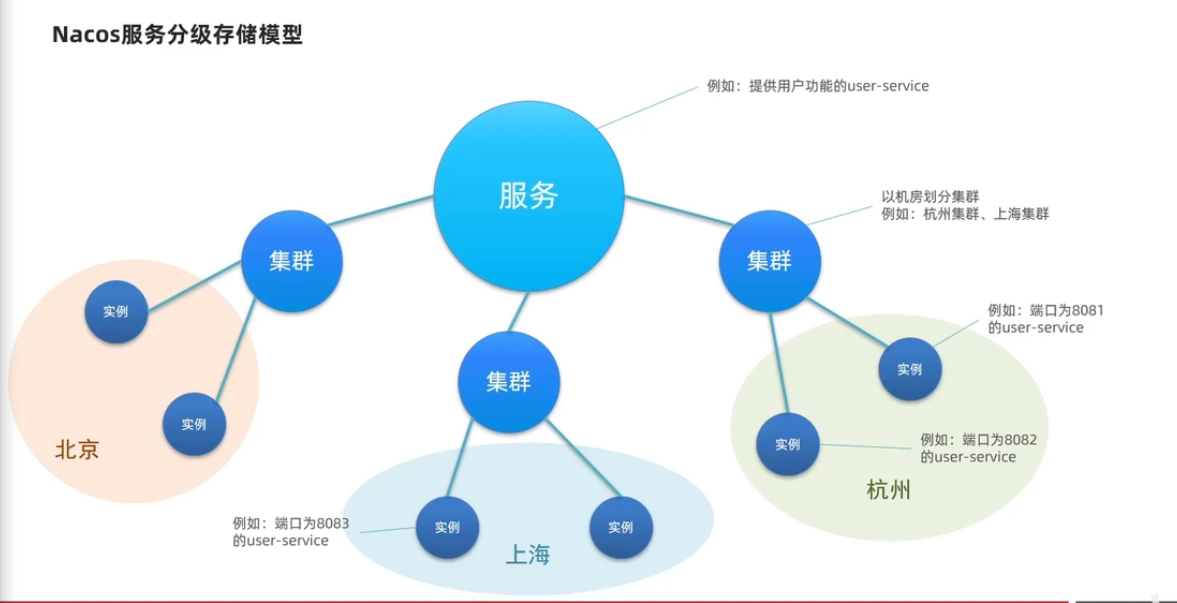 Nacos服务分级存储模型
例如：提供用户功能的user-service
服务
以机房划分集群
例如：杭州集群、上海集群
集群
集群
实例
例如：端口为8081
的user-service
集群
实例
实例
实例
例如：端口为8082
的user-service
北京
杭州
例如：端口为8083
的user-service
实例
实例
上海